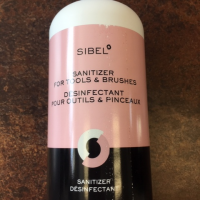 SIBEL
SANITIZER
FOR TOOLS & BRUSHES
DÉSINFECTANT
POUR OUTILS & PINCEAUX
SANITIZER
DÉSINFECTANT